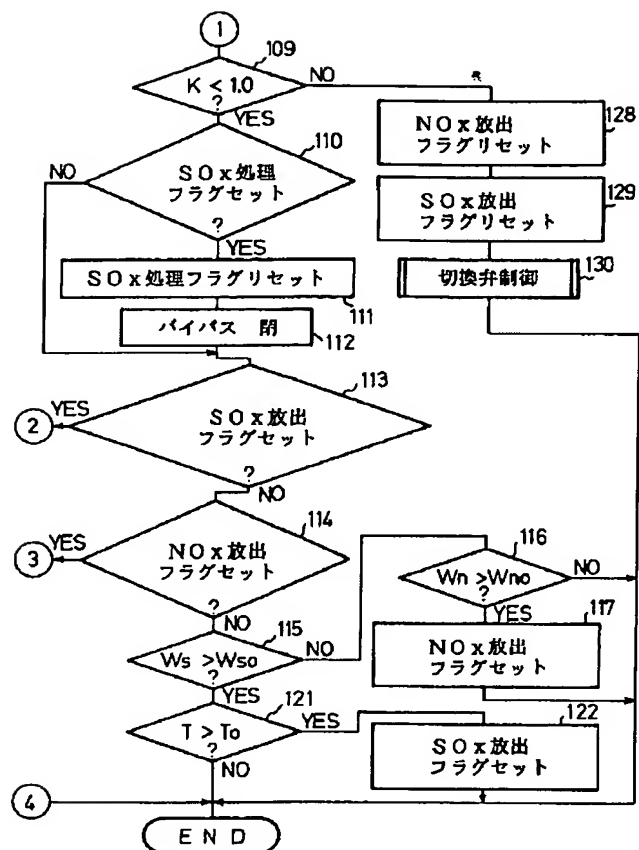 1
109
K < 1.0
?
NO
YES
110
SOx処理
フラグセット
?
NO
YES
SOx処理フラグリセット
111
バイパス 閉
112
113
SOx放出
フラグセット
?
YES
2
NO
114
NOx放出
フラグセット
?
YES
3
NO
115
Ws >Wso
?
NO
YES
121
T > To
?
YES
NO
4
END
128
NOx放出
フラグリセット
129
SOx放出
フラグリセット
切換弁制御
130
116
Wn >Wno
?
NO
YES
117
NOx放出
フラグセット
122
SOx放出
フラグセット